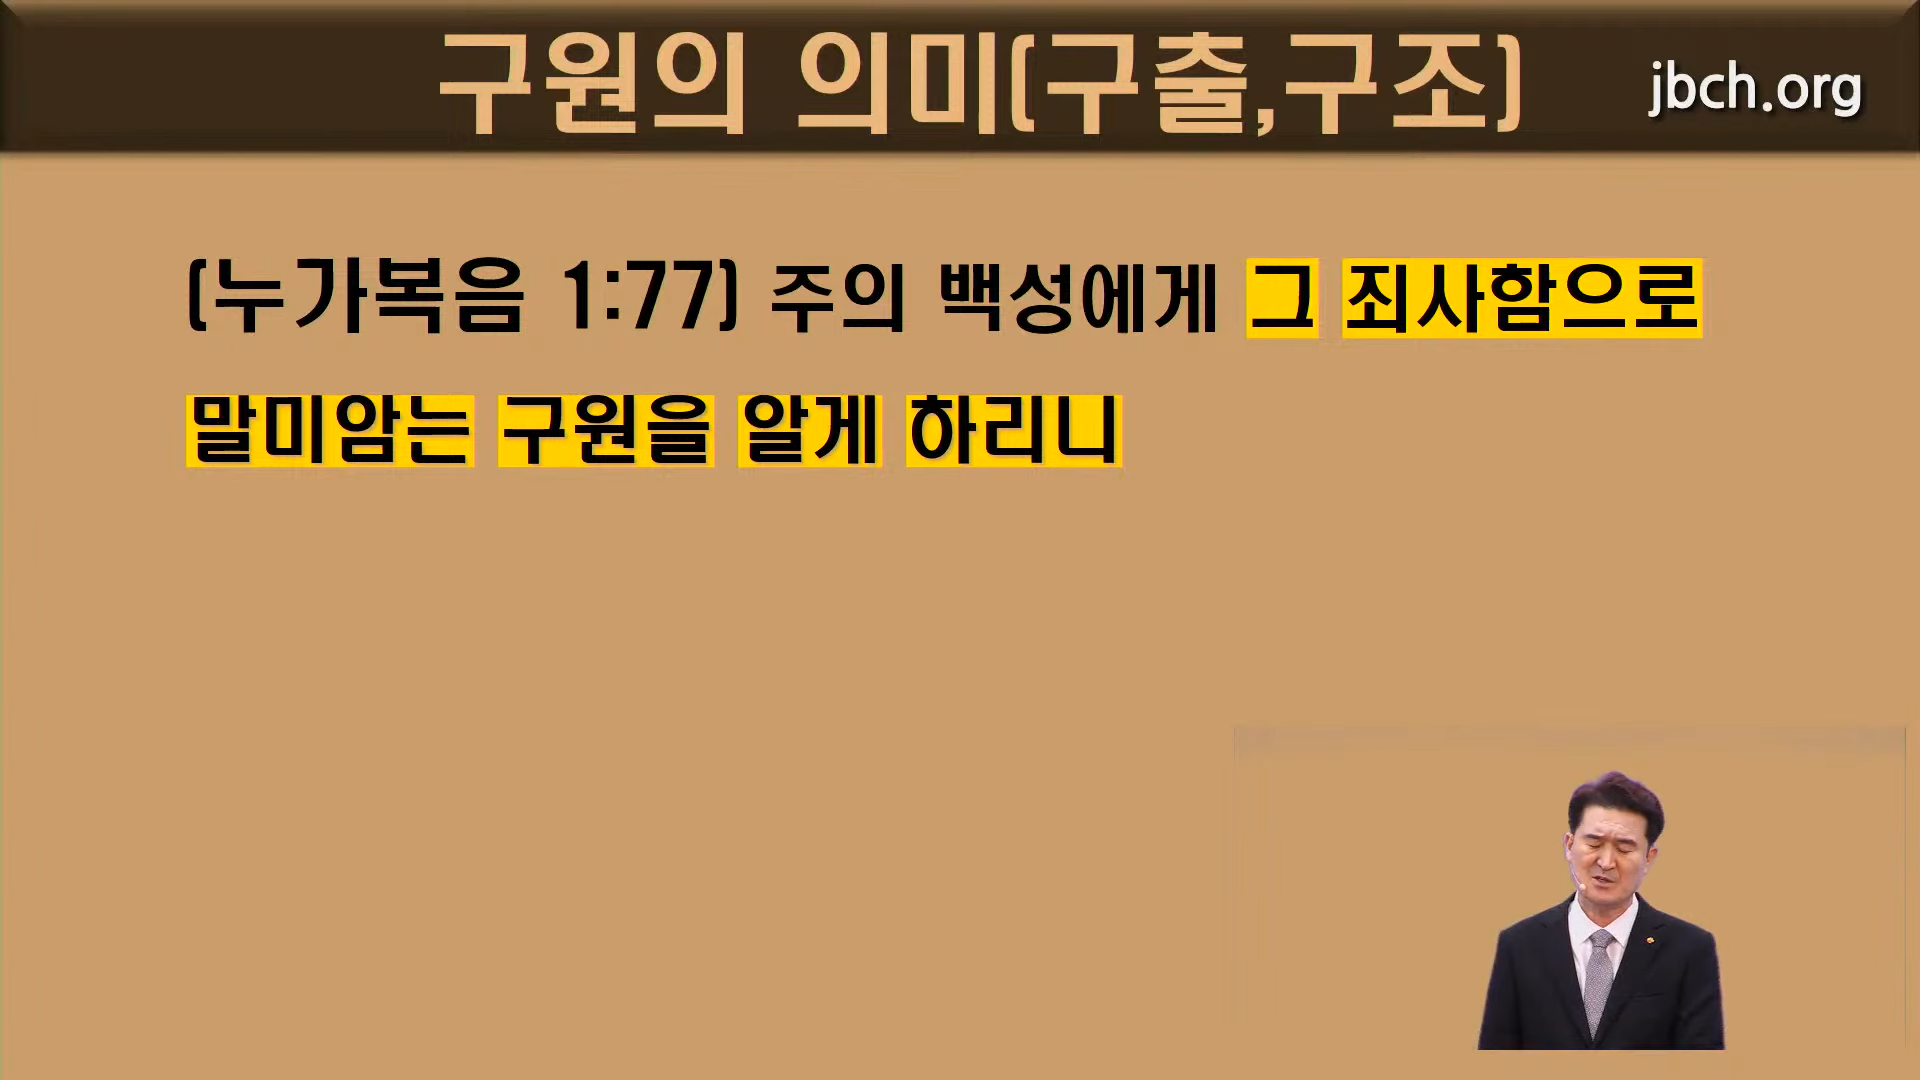 구원의 의미(구출,구조)
jbch.org
(누가복음 1:77) 주의 백성에게 그 죄사함으로
말미암는 구원을 알게 하리니